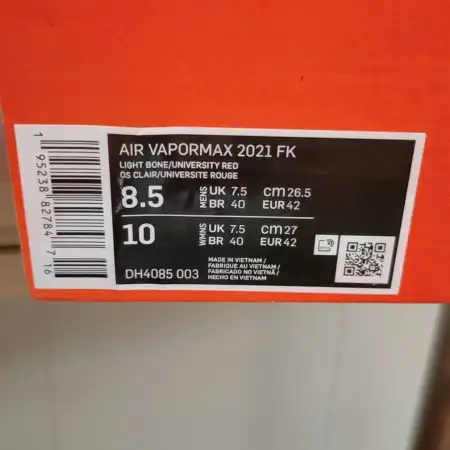 AIR VAPORMAX 2021 FK
LIGHT BONE/UNIVERSITY RED
OS CLAIR/UNIVERSITE ROUGE
8.5 MENS UK 7.5 CM 26.5
BR 40 EUR 42
10 WMNS UK 7.5 CM 27
BR 40 EUR 42
DH4085 003
MADE IN VIETNAM /
FABRIQUE AU VIETNAM /
FABRICADO NO VIETNÃ /
HECHO EN VIETNAM
1 95238 82784 7 16